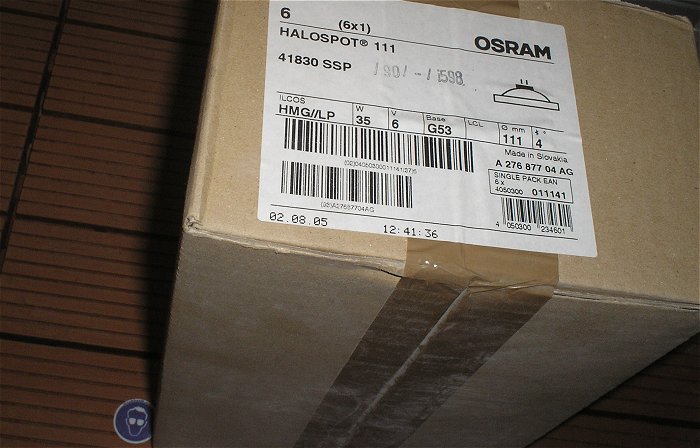 6 (6x1)
HALOSPOT® 111 OSRAM
41830 SSP
ILCOS W V Base LCL Ø mm °
HMG//LP 35 6 G53 111 4
Made in Slovakia
A 276 877 04 AG
SINGLE PACK EAN
6 x
4050300 011141
4 050300 234601
02.08.05 12:41:36